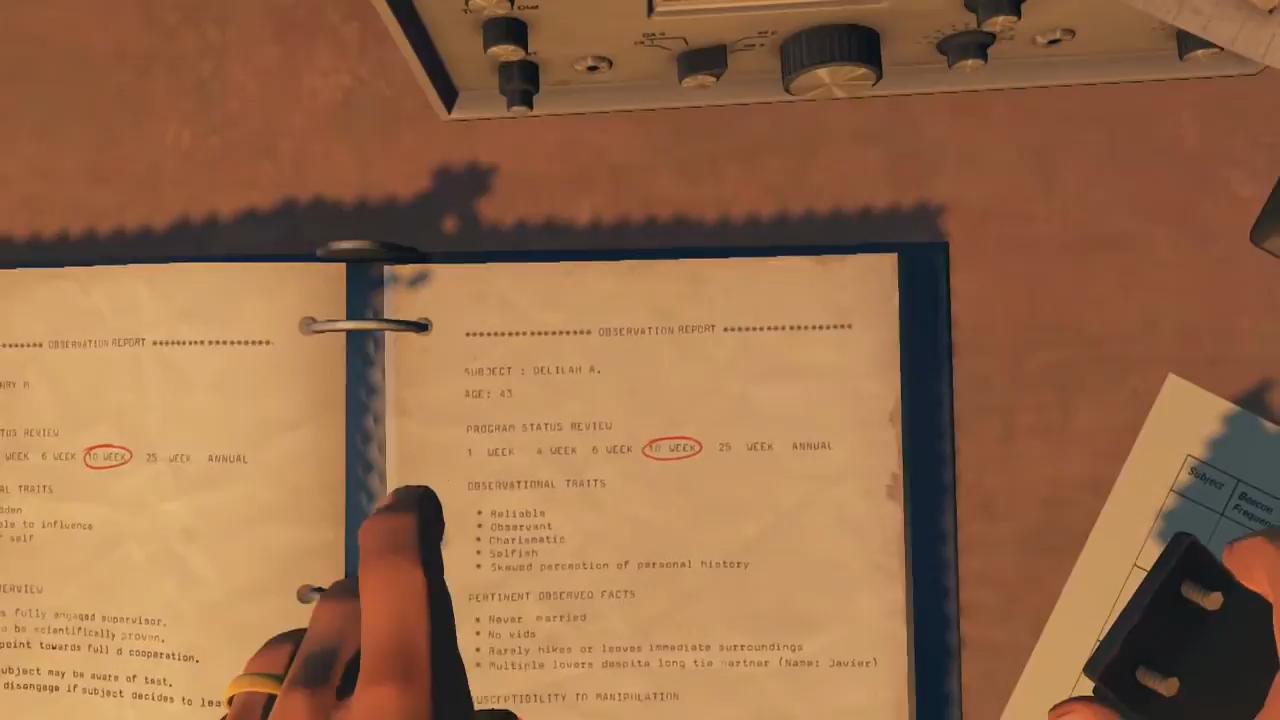 OBSERVATION REPORT
NRY M
TUS REVIEW
WEEK 6 WEEK 10 WEEK 25 WEEK ANNUAL
AL TRAITS
dden
le to influence
f self
ERVIEW
s fully engaged supervisor.
o be scientifically proven.
point towards full d cooperation.
ubject may be aware of test.
disengage if subject decides to lea
OBSERVATION REPORT
SUBJECT : DELILAH A.
AGE: 43
PROGRAM STATUS REVIEW
1 WEEK 4 WEEK 6 WEEK 10 WEEK 25 WEEK ANNUAL
OBSERVATIONAL TRAITS
* Reliable
* Observant
* Charismatic
* Selfish
* Skewed perception of personal history
PERTINENT OBSERVED FACTS
* Never married
* No kids
* Rarely hikes or leaves immediate surroundings
* Multiple lovers despite long tie partner (Name: Javier)
SUSCEPTIBILITY TO MANIPULATION
Subject
Beacon Frequency